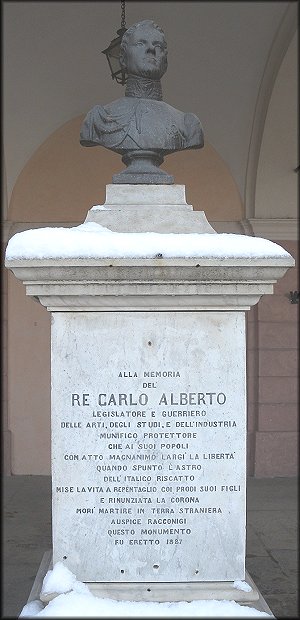 ALLA MEMORIA
DEL
RE CARLO ALBERTO
LEGISLATORE E GUERRIERO
DELLE ARTI, DEGLI STUDI, E DELL'INDUSTRIA
MUNIFICO PROTETTORE
CHE AI SUOI POPOLI
CON ATTO MAGNANIMO LARGÌ LA LIBERTÀ
QUANDO SPUNTÒ L'ASTRO
DELL'ITALICO RISCATTO
MISE LA VITA A REPENTAGLIO COI PRODI SUOI FIGLI
E RINUNZIATA LA CORONA
MORÌ MARTIRE IN TERRA STRANIERA
AUSPICE RACCONIGI
QUESTO MONUMENTO
FU ERETTO